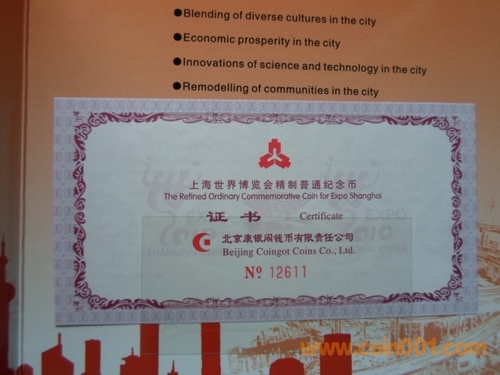 ●Blending of diverse cultures in the city
●Economic prosperity in the city
●Innovations of science and technology in the city
●Remodelling of communities in the city
上海世界博览会精制普通纪念币
The Refined Ordinary Commemorative Coin for Expo Shanghai
证书 Certificate
北京康银阁钱币有限责任公司
Beijing Coingot Coins Co., Ltd.
Nº 12611
www.coin001.com